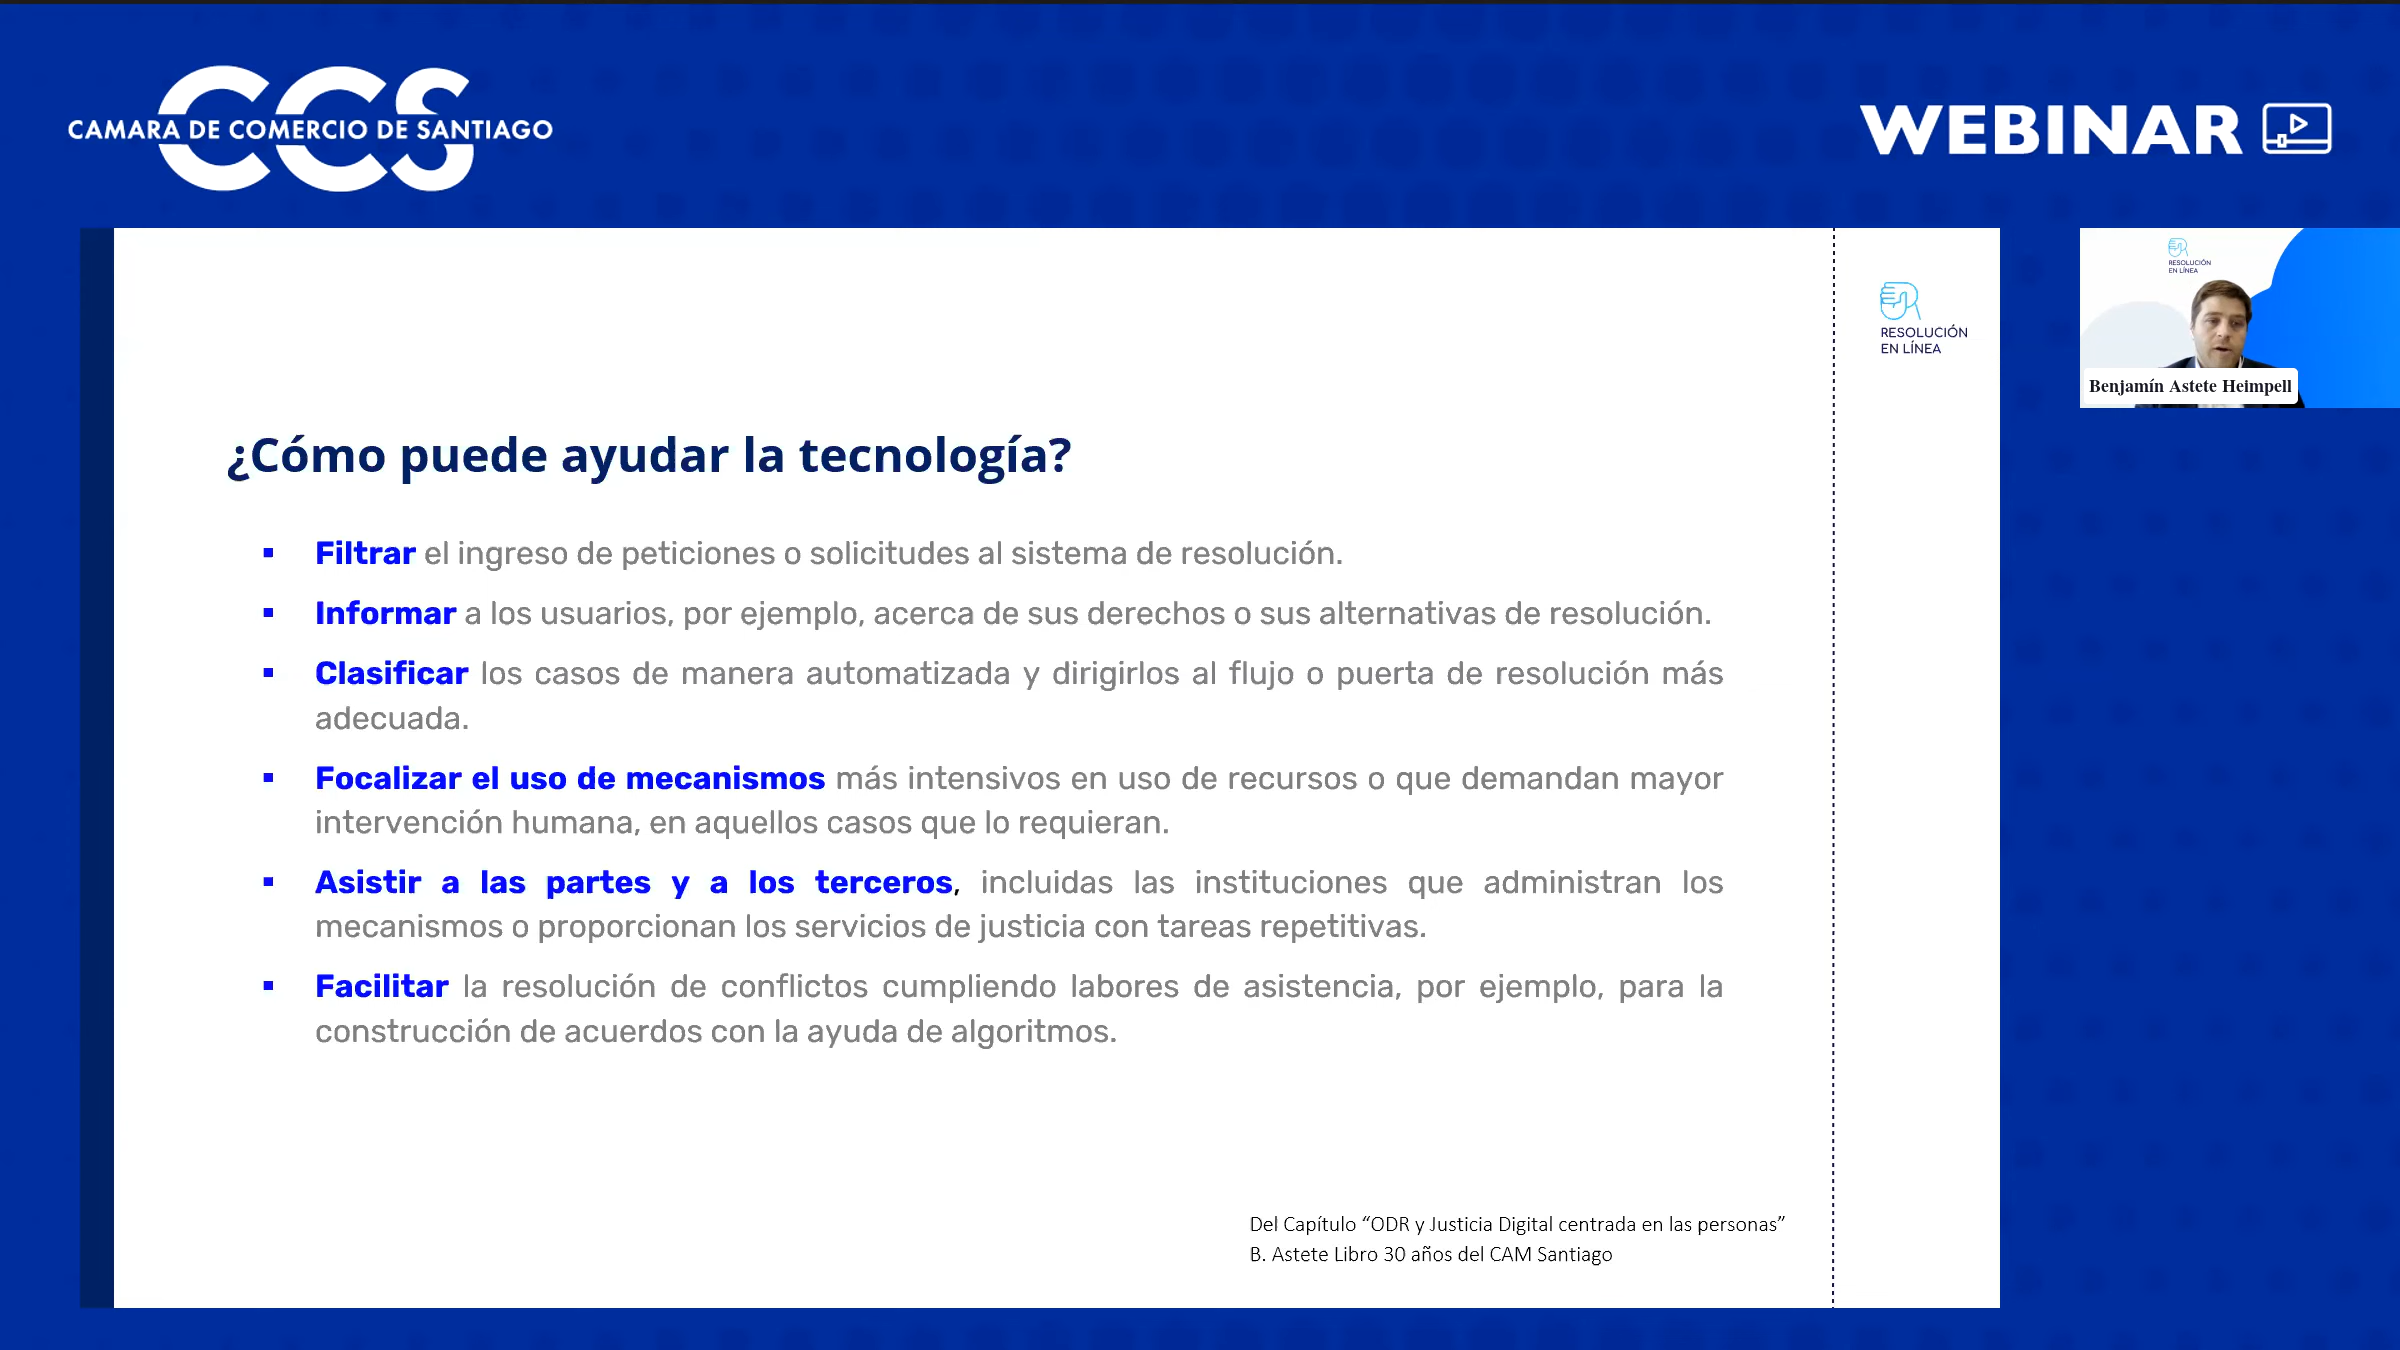 CCS
CAMARA DE COMERCIO DE SANTIAGO
WEBINAR
RESOLUCIÓN
EN LÍNEA
RESOLUCIÓN
EN LÍNEA
Benjamín Astete Heimpell
¿Cómo puede ayudar la tecnología?
▪ Filtrar el ingreso de peticiones o solicitudes al sistema de resolución.
▪ Informar a los usuarios, por ejemplo, acerca de sus derechos o sus alternativas de resolución.
▪ Clasificar los casos de manera automatizada y dirigirlos al flujo o puerta de resolución más
adecuada.
▪ Focalizar el uso de mecanismos más intensivos en uso de recursos o que demandan mayor
intervención humana, en aquellos casos que lo requieran.
▪ Asistir a las partes y a los terceros, incluidas las instituciones que administran los
mecanismos o proporcionan los servicios de justicia con tareas repetitivas.
▪ Facilitar la resolución de conflictos cumpliendo labores de asistencia, por ejemplo, para la
construcción de acuerdos con la ayuda de algoritmos.
Del Capítulo “ODR y Justicia Digital centrada en las personas”
B. Astete Libro 30 años del CAM Santiago